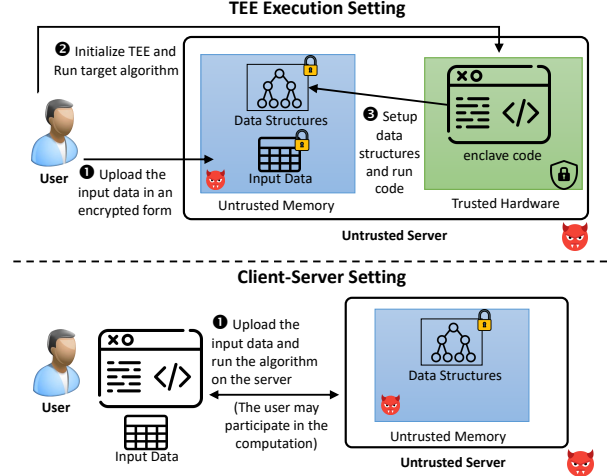 TEE Execution Setting
❷ Initialize TEE and
Run target algorithm
Data Structures
Input Data
Untrusted Memory
❸ Setup
data
structures
and run
code
XO
</>
enclave code
Trusted Hardware
User
❶ Upload the
input data in an
encrypted form
Untrusted Server
Client-Server Setting
User
XO
</>
Input Data
❶ Upload the
input data and
run the algorithm
on the server
(The user may
participate in the
computation)
Data Structures
Untrusted Memory
Untrusted Server